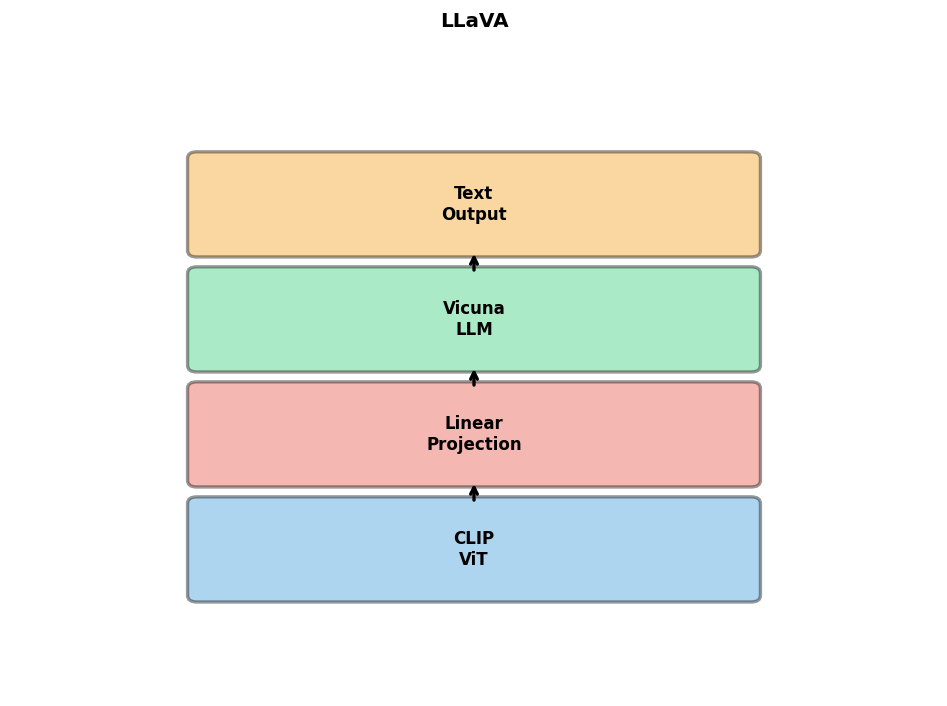 LLaVA
Text
Output
Vicuna
LLM
Linear
Projection
CLIP
ViT